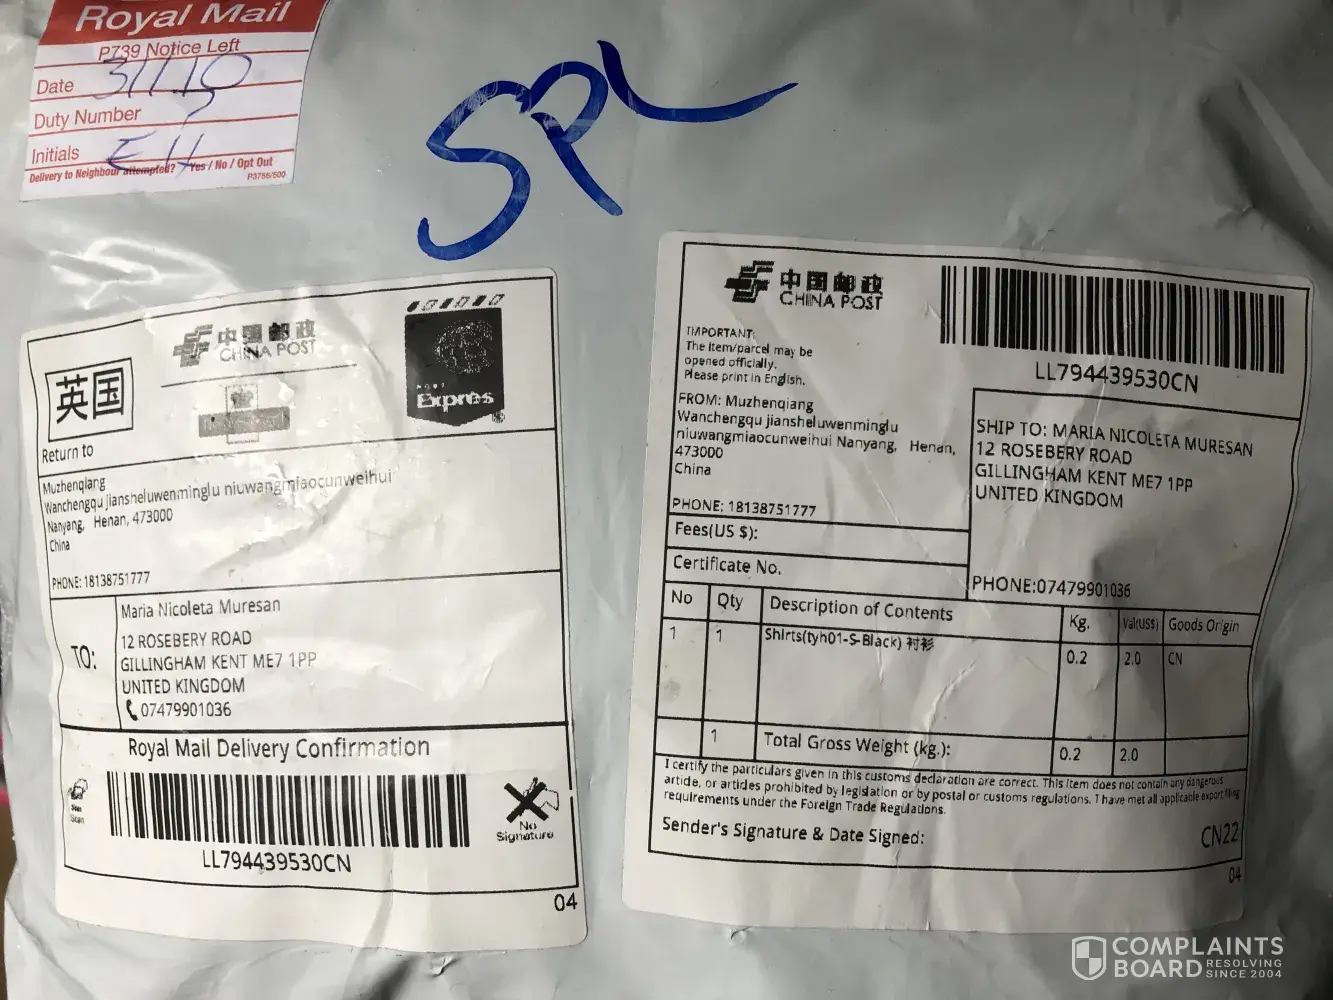 Royal Mail
P739 Notice Left
Date 31/10
Duty Number
Initials EH
Delivery to Neighbour attempted? Yes / No / Opt Out
P3756/500
SPL
中国邮政
CHINA POST
英国
Exprés
Return to
Muzhenqiang
Wanchengqu jiansheluwenminglu niuwangmiaocunweihui
Nanyang, Henan, 473000
China
PHONE: 18138751777
TO:
Maria Nicoleta Muresan
12 ROSEBERY ROAD
GILLINGHAM KENT ME7 1PP
UNITED KINGDOM
07479901036
Royal Mail Delivery Confirmation
Scan
No
Signature
LL794439530CN
04
中国邮政
CHINA POST
LL794439530CN
IMPORTANT:
The item/parcel may be
opened officially.
Please print in English.
FROM: Muzhenqiang
Wanchengqu jiansheluwenminglu
niuwangmiaocunweihui Nanyang, Henan,
473000
China
PHONE: 18138751777
SHIP TO: MARIA NICOLETA MURESAN
12 ROSEBERY ROAD
GILLINGHAM KENT ME7 1PP
UNITED KINGDOM
PHONE:07479901036
Fees(US $):
Certificate No.
No Qty Description of Contents Kg. Val(US$) Goods Origin
1 1 Shirts(tyh01-S-Black) 衬衫 0.2 2.0 CN
1 Total Gross Weight (kg.): 0.2 2.0
I certify the particulars given in this customs declaration are correct. This item does not contain any dangerous
article, or articles prohibited by legislation or by postal or customs regulations. I have met all applicable export filing
requirements under the Foreign Trade Regulations.
Sender's Signature & Date Signed:
CN22
04
COMPLAINTS
BOARD RESOLVING
SINCE 2004